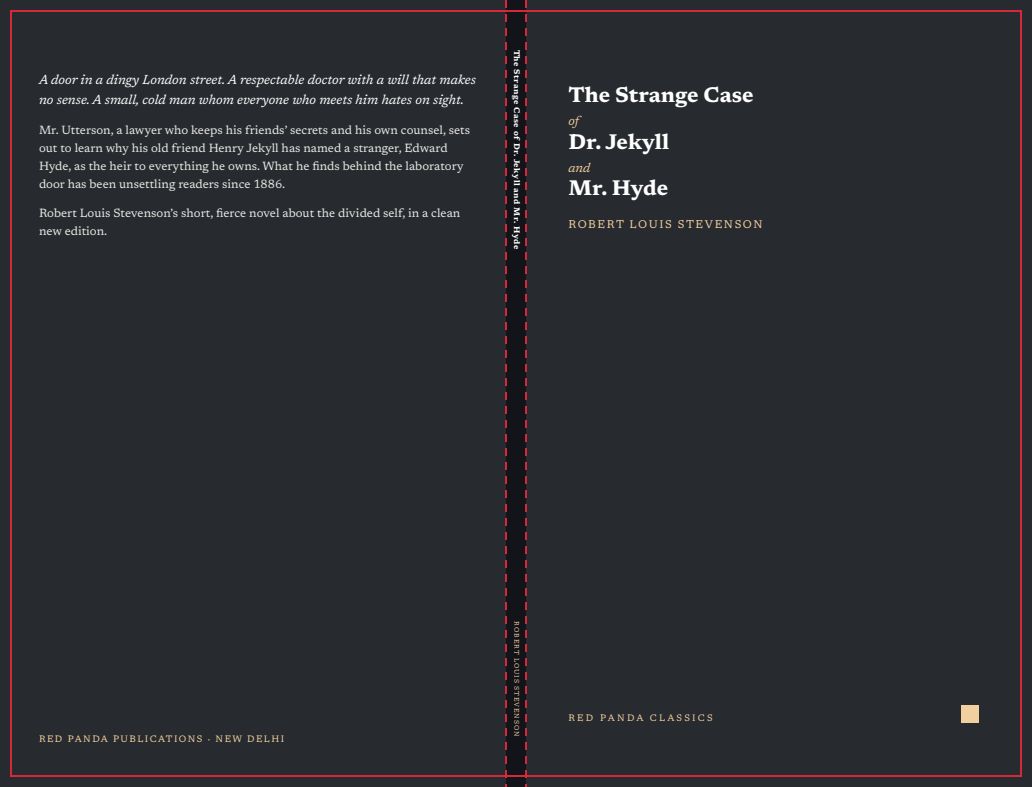 A door in a dingy London street. A respectable doctor with a will that makes
no sense. A small, cold man whom everyone who meets him hates on sight.
Mr. Utterson, a lawyer who keeps his friends’ secrets and his own counsel, sets
out to learn why his old friend Henry Jekyll has named a stranger, Edward
Hyde, as the heir to everything he owns. What he finds behind the laboratory
door has been unsettling readers since 1886.
Robert Louis Stevenson’s short, fierce novel about the divided self, in a clean
new edition.
RED PANDA PUBLICATIONS · NEW DELHI
The Strange Case of Dr. Jekyll and Mr. Hyde
ROBERT LOUIS STEVENSON
The Strange Case
of
Dr. Jekyll
and
Mr. Hyde
ROBERT LOUIS STEVENSON
RED PANDA CLASSICS